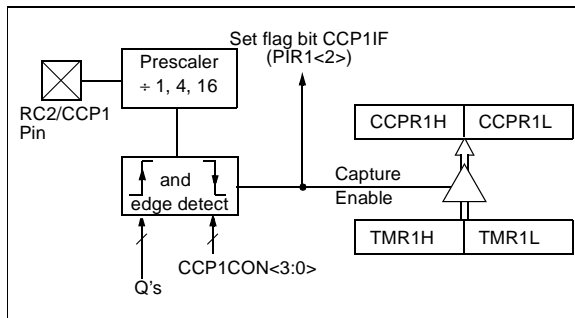 Set flag bit CCP1IF
(PIR1<2>)
Prescaler
÷ 1, 4, 16
RC2/CCP1
Pin
CCPR1H CCPR1L
and
edge detect
Capture
Enable
TMR1H TMR1L
CCP1CON<3:0>
Q's